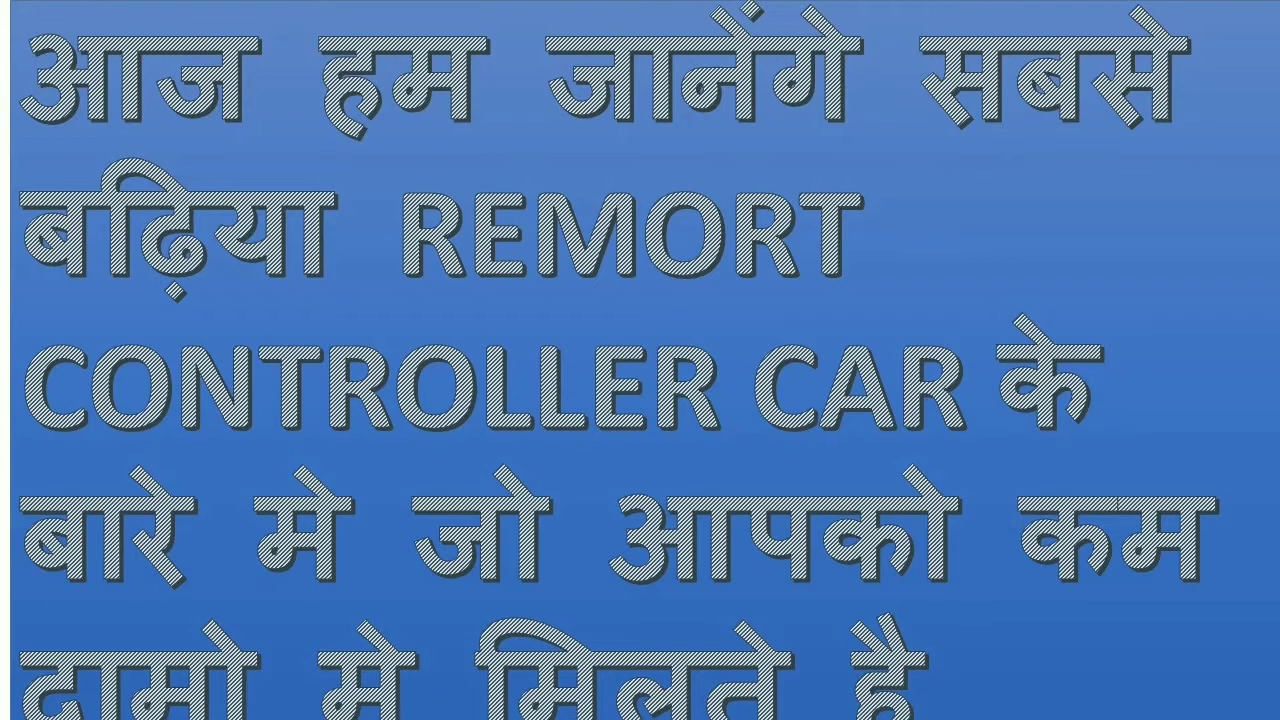 आज हम जानेंगे सबसे
बढ़िया REMORT
CONTROLLER CAR के
बारे मे जो आपको कम
दामो मे मिलते है